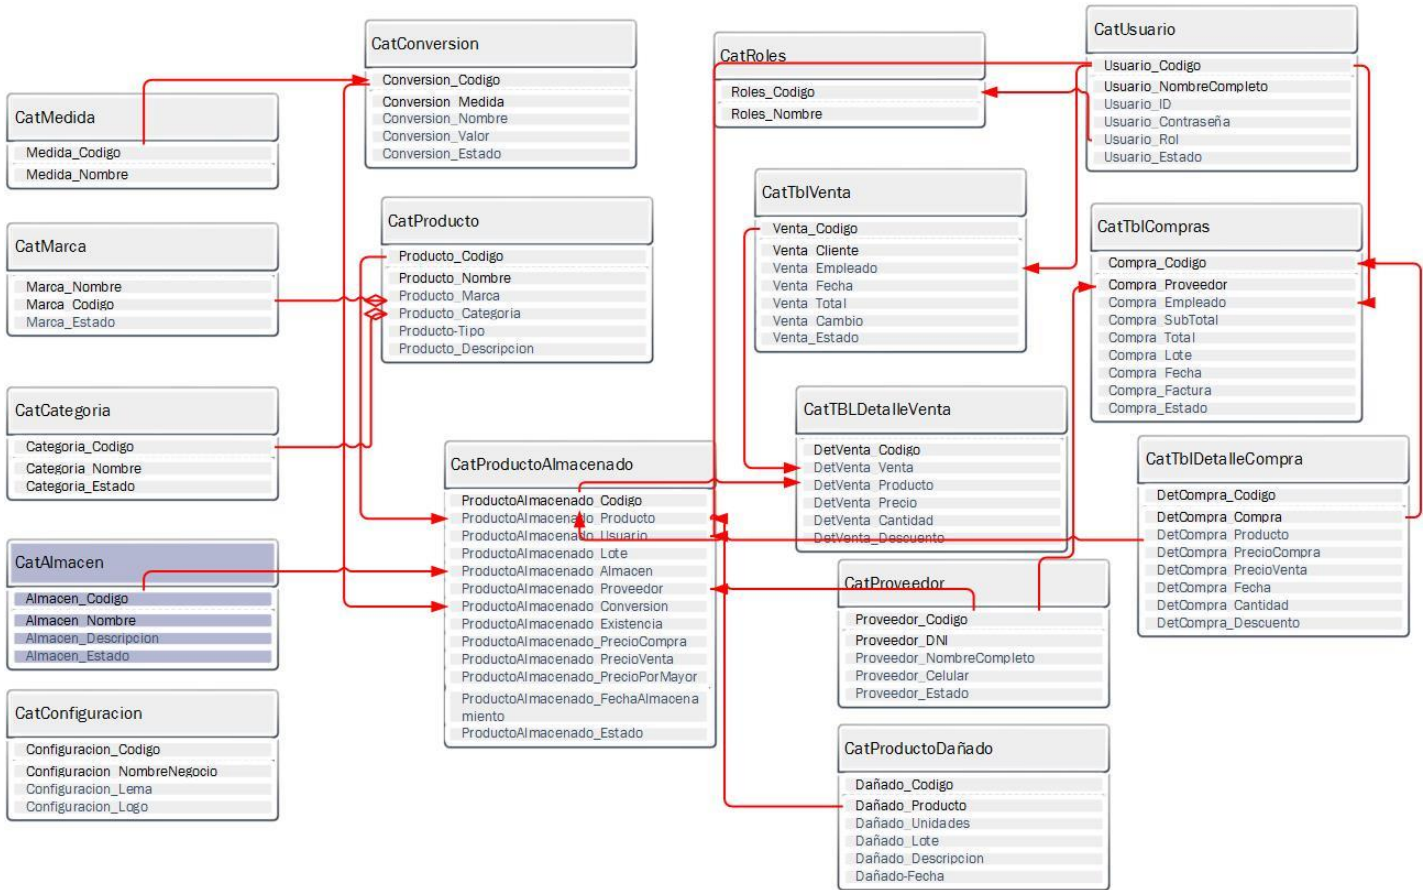 CatConversion
Conversion_Codigo
Conversion_Medida
Conversion_Nombre
Conversion_Valor
Conversion_Estado
CatRoles
Roles_Codigo
Roles_Nombre
CatUsuario
Usuario_Codigo
Usuario_NombreCompleto
Usuario_ID
Usuario_Contraseña
Usuario_Rol
Usuario_Estado
CatMedida
Medida_Codigo
Medida_Nombre
CatProducto
Producto_Codigo
Producto_Nombre
Producto_Marca
Producto_Categoria
Producto-Tipo
Producto_Descripcion
CatTblVenta
Venta_Codigo
Venta_Cliente
Venta_Empleado
Venta_Fecha
Venta_Total
Venta_Cambio
Venta_Estado
CatTblCompras
Compra_Codigo
Compra_Proveedor
Compra_Empleado
Compra_SubTotal
Compra_Total
Compra_Lote
Compra_Fecha
Compra_Factura
Compra_Estado
CatMarca
Marca_Nombre
Marca_Codigo
Marca_Estado
CatCategoria
Categoria_Codigo
Categoria_Nombre
Categoria_Estado
CatProductoAlmacenado
ProductoAlmacenado_Codigo
ProductoAlmacenado_Producto
ProductoAlmacenado_Usuario
ProductoAlmacenado_Lote
ProductoAlmacenado_Almacen
ProductoAlmacenado_Proveedor
ProductoAlmacenado_Conversion
ProductoAlmacenado_Existencia
ProductoAlmacenado_PrecioCompra
ProductoAlmacenado_PrecioVenta
ProductoAlmacenado_PrecioPorMayor
ProductoAlmacenado_FechaAlmacena
miento
ProductoAlmacenado_Estado
CatTBLDetalleVenta
DetVenta_Codigo
DetVenta_Venta
DetVenta_Producto
DetVenta_Precio
DetVenta_Cantidad
DetVenta_Descuento
CatTblDetalleCompra
DetCompra_Codigo
DetCompra_Compra
DetCompra_Producto
DetCompra_PrecioCompra
DetCompra_PrecioVenta
DetCompra_Fecha
DetCompra_Cantidad
DetCompra_Descuento
CatAlmacen
Almacen_Codigo
Almacen_Nombre
Almacen_Descripcion
Almacen_Estado
CatProveedor
Proveedor_Codigo
Proveedor_DNI
Proveedor_NombreCompleto
Proveedor_Celular
Proveedor_Estado
CatConfiguracion
Configuracion_Codigo
Configuracion_NombreNegocio
Configuracion_Lema
Configuracion_Logo
CatProductoDañado
Dañado_Codigo
Dañado_Producto
Dañado_Unidades
Dañado_Lote
Dañado_Descripcion
Dañado-Fecha